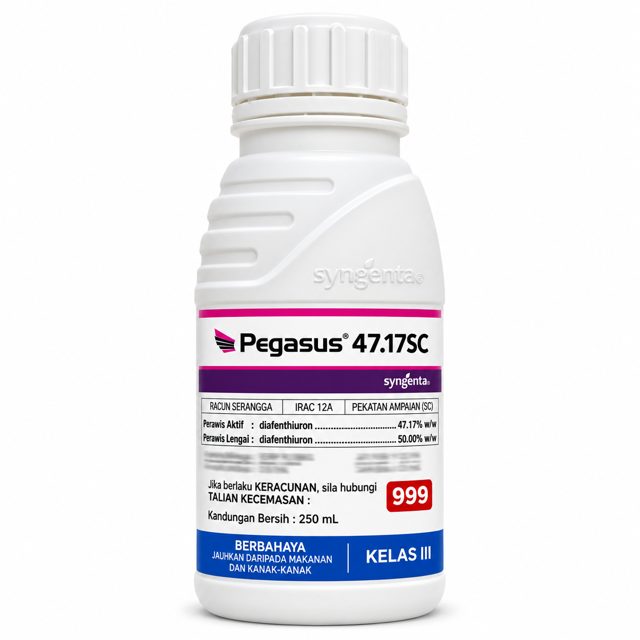 syngenta®
Pegasus® 47.17SC
syngenta®
RACUN SERANGGA IRAC 12A PEKATAN AMPAIAN (SC)
Perawis Aktif : diafenthiuron .......................... 47.17% w/w
Perawis Lengai : diafenthiuron .......................... 50.00% w/w
Jika berlaku KERACUNAN, sila hubungi
TALIAN KECEMASAN :
999
Kandungan Bersih : 250 mL
BERBAHAYA
JAUHKAN DARIPADA MAKANAN
DAN KANAK-KANAK
KELAS III